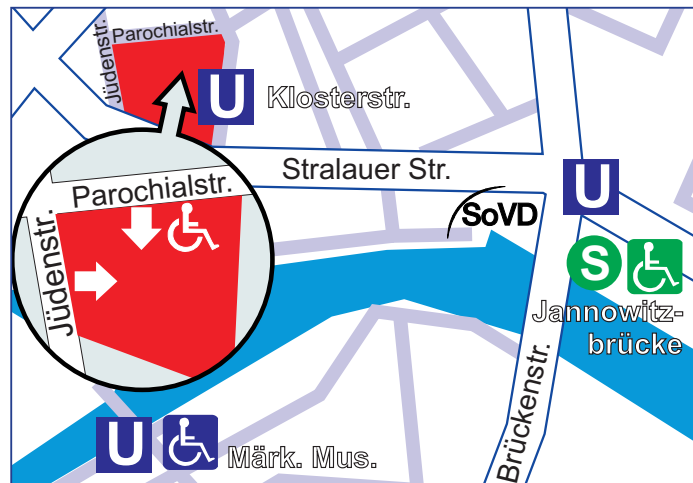 Parochialstr.
Jüdenstr.
U
Klosterstr.
Stralauer Str.
Parochialstr.
Jüdenstr.
SoVD
U
S
Jannowitz-
brücke
Brückenstr.
U
Märk. Mus.